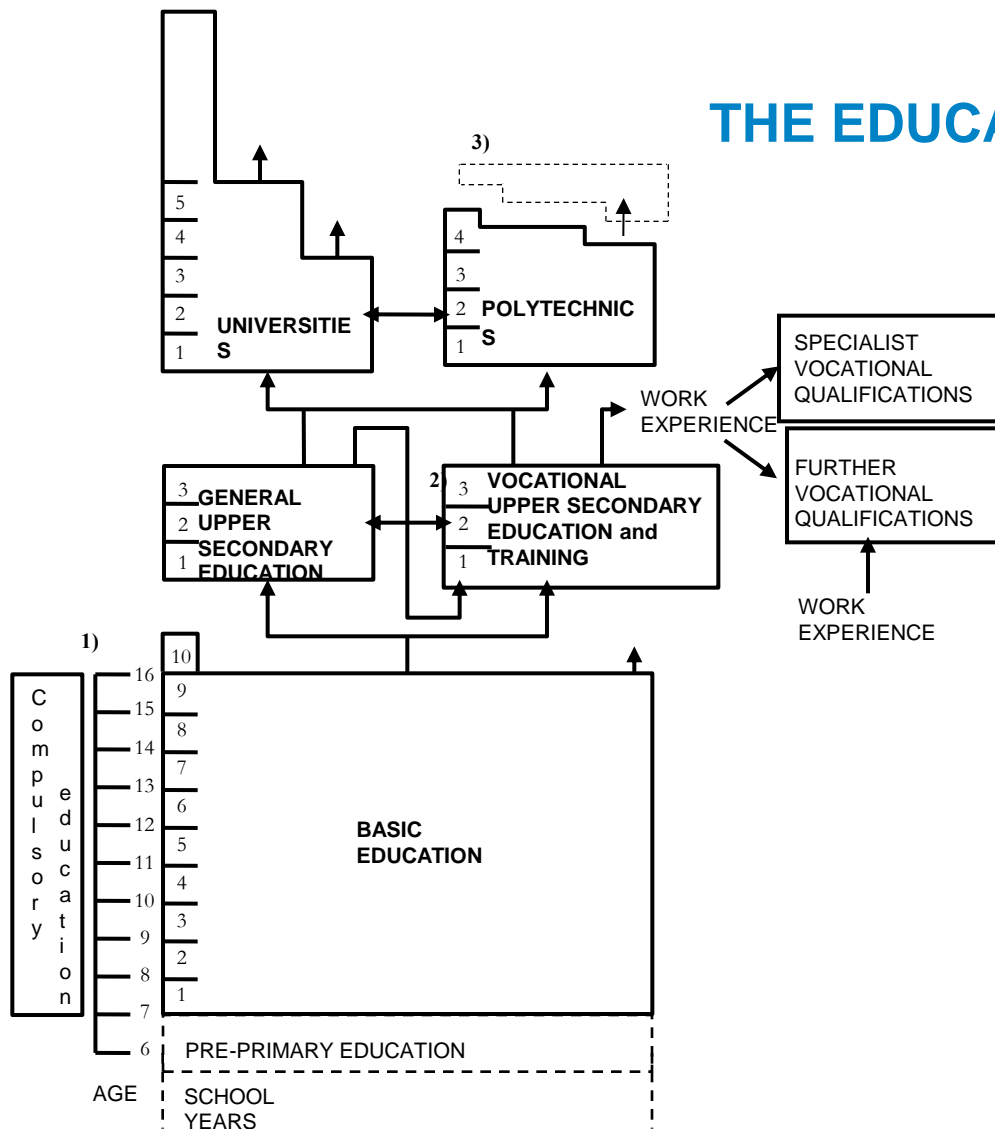 THE EDUCA
3)
5
4
3
2
1
UNIVERSITIE
S
4
3
2
1
POLYTECHNIC
S
SPECIALIST
VOCATIONAL
QUALIFICATIONS
WORK
EXPERIENCE
FURTHER
VOCATIONAL
QUALIFICATIONS
WORK
EXPERIENCE
3
2
1
GENERAL
UPPER
SECONDARY
EDUCATION
2)
3
2
1
VOCATIONAL
UPPER SECONDARY
EDUCATION and
TRAINING
1)
Compulsory
education
16
15
14
13
12
11
10
9
8
7
6
10
9
8
7
6
5
4
3
2
1
BASIC
EDUCATION
PRE-PRIMARY EDUCATION
AGE
SCHOOL
YEARS